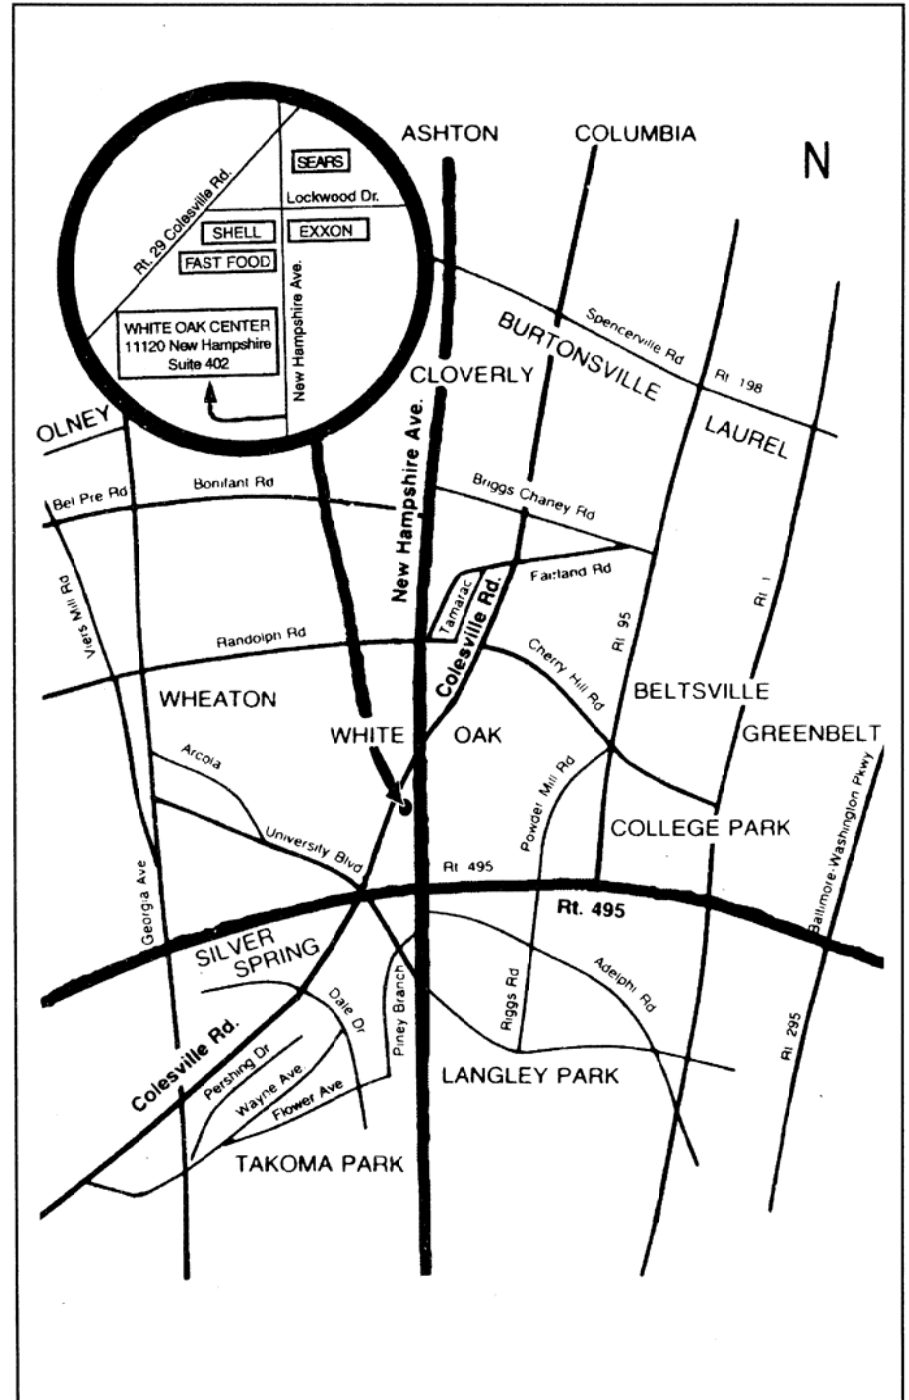 ASHTON
COLUMBIA
N
SEARS
Lockwood Dr.
Rt. 29 Colesville Rd.
SHELL
EXXON
FAST FOOD
New Hampshire Ave.
WHITE OAK CENTER
11120 New Hampshire
Suite 402
Spencerville Rd
BURTONSVILLE
Rt 198
CLOVERLY
OLNEY
LAUREL
New Hampshire Ave.
Bel Pre Rd
Bonifant Rd
Briggs Chaney Rd
Viers Mill Rd
Tamarac
Fairland Rd
Colesville Rd.
Rt 95
Rt 1
Randolph Rd
Cherry Hill Rd
WHEATON
BELTSVILLE
WHITE
OAK
GREENBELT
Arcola
Powder Mill Rd
Baltimore-Washington Pkwy
University Blvd
COLLEGE PARK
Georgia Ave
Rt 495
Rt. 495
SILVER
SPRING
Dale Dr
Piney Branch
Riggs Rd
Adelphi Rd
Rt 295
Colesville Rd.
Pershing Dr
Wayne Ave
Flower Ave
LANGLEY PARK
TAKOMA PARK